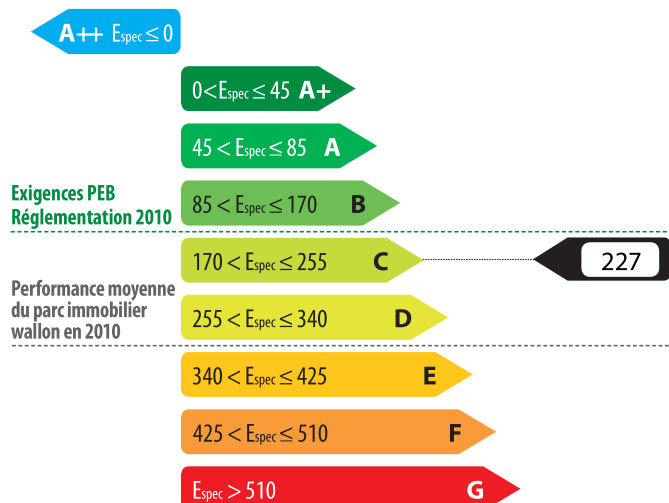 A++ Espec ≤ 0
0 < Espec ≤ 45 A+
45 < Espec ≤ 85 A
Exigences PEB
Réglementation 2010
85 < Espec ≤ 170 B
170 < Espec ≤ 255 C
227
Performance moyenne
du parc immobilier
wallon en 2010
255 < Espec ≤ 340 D
340 < Espec ≤ 425 E
425 < Espec ≤ 510 F
Espec > 510 G